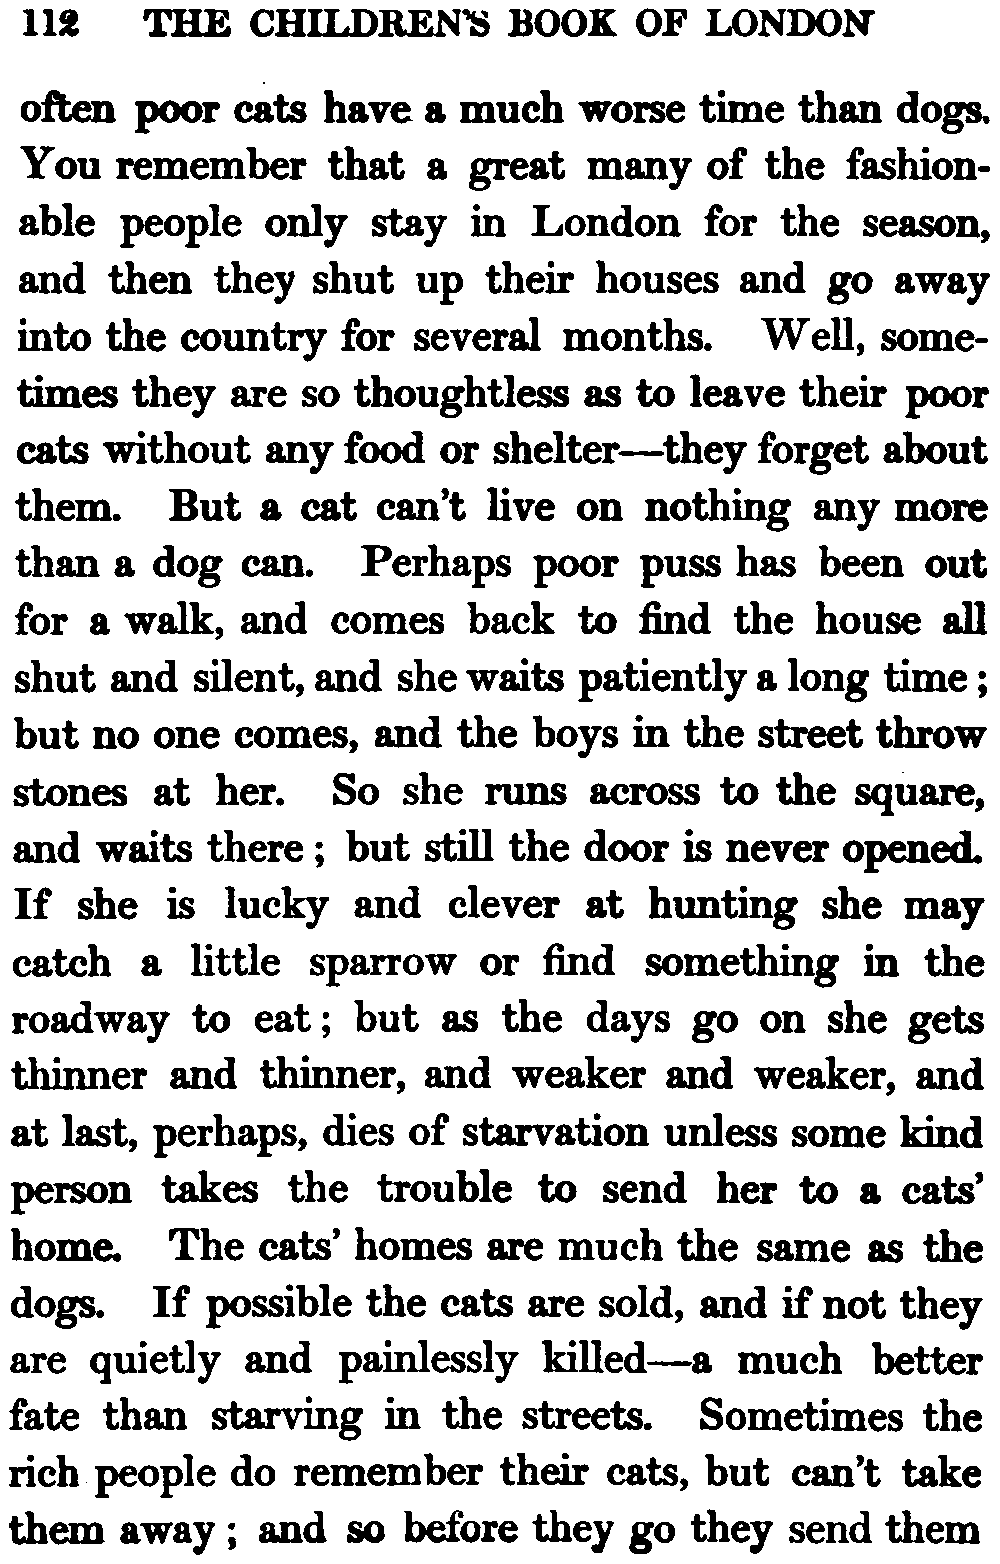 112 THE CHILDREN'S BOOK OF LONDON
often poor cats have a much worse time than dogs.
You remember that a great many of the fashion-
able people only stay in London for the season,
and then they shut up their houses and go away
into the country for several months. Well, some-
times they are so thoughtless as to leave their poor
cats without any food or shelter—they forget about
them. But a cat can't live on nothing any more
than a dog can. Perhaps poor puss has been out
for a walk, and comes back to find the house all
shut and silent, and she waits patiently a long time;
but no one comes, and the boys in the street throw
stones at her. So she runs across to the square,
and waits there; but still the door is never opened.
If she is lucky and clever at hunting she may
catch a little sparrow or find something in the
roadway to eat; but as the days go on she gets
thinner and thinner, and weaker and weaker, and
at last, perhaps, dies of starvation unless some kind
person takes the trouble to send her to a cats'
home. The cats' homes are much the same as the
dogs. If possible the cats are sold, and if not they
are quietly and painlessly killed—a much better
fate than starving in the streets. Sometimes the
rich people do remember their cats, but can't take
them away; and so before they go they send them